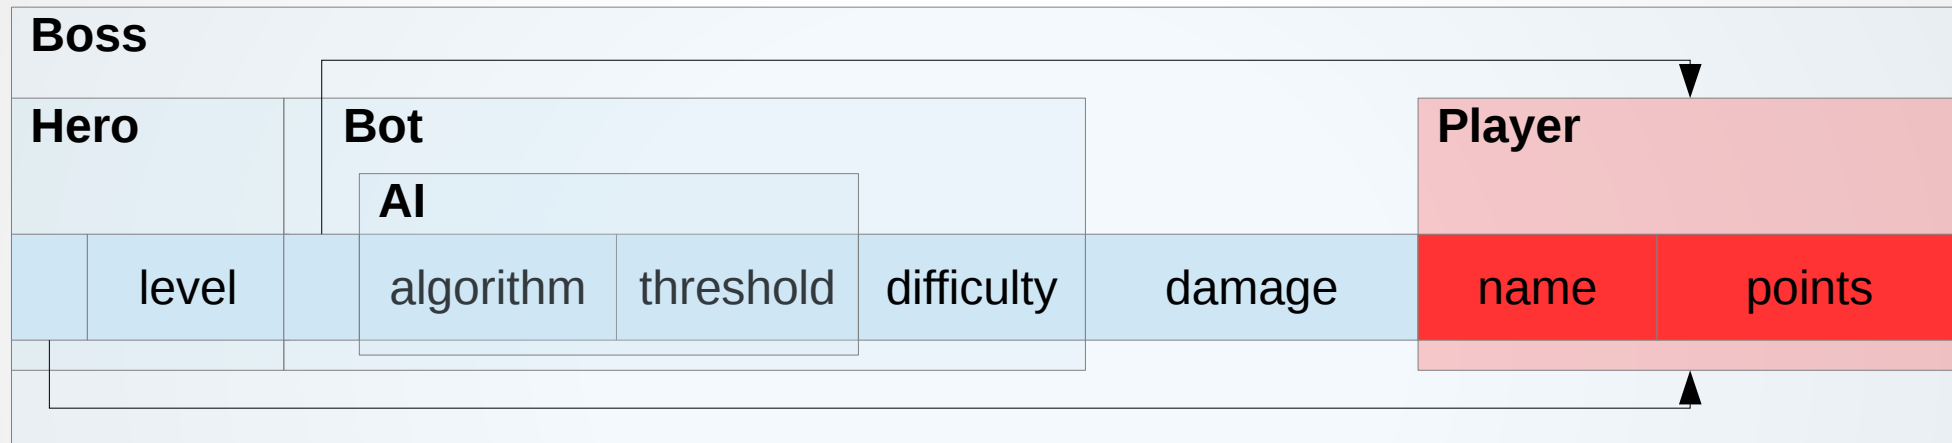 Boss
Hero Bot Player
AI
level algorithm threshold difficulty damage name points